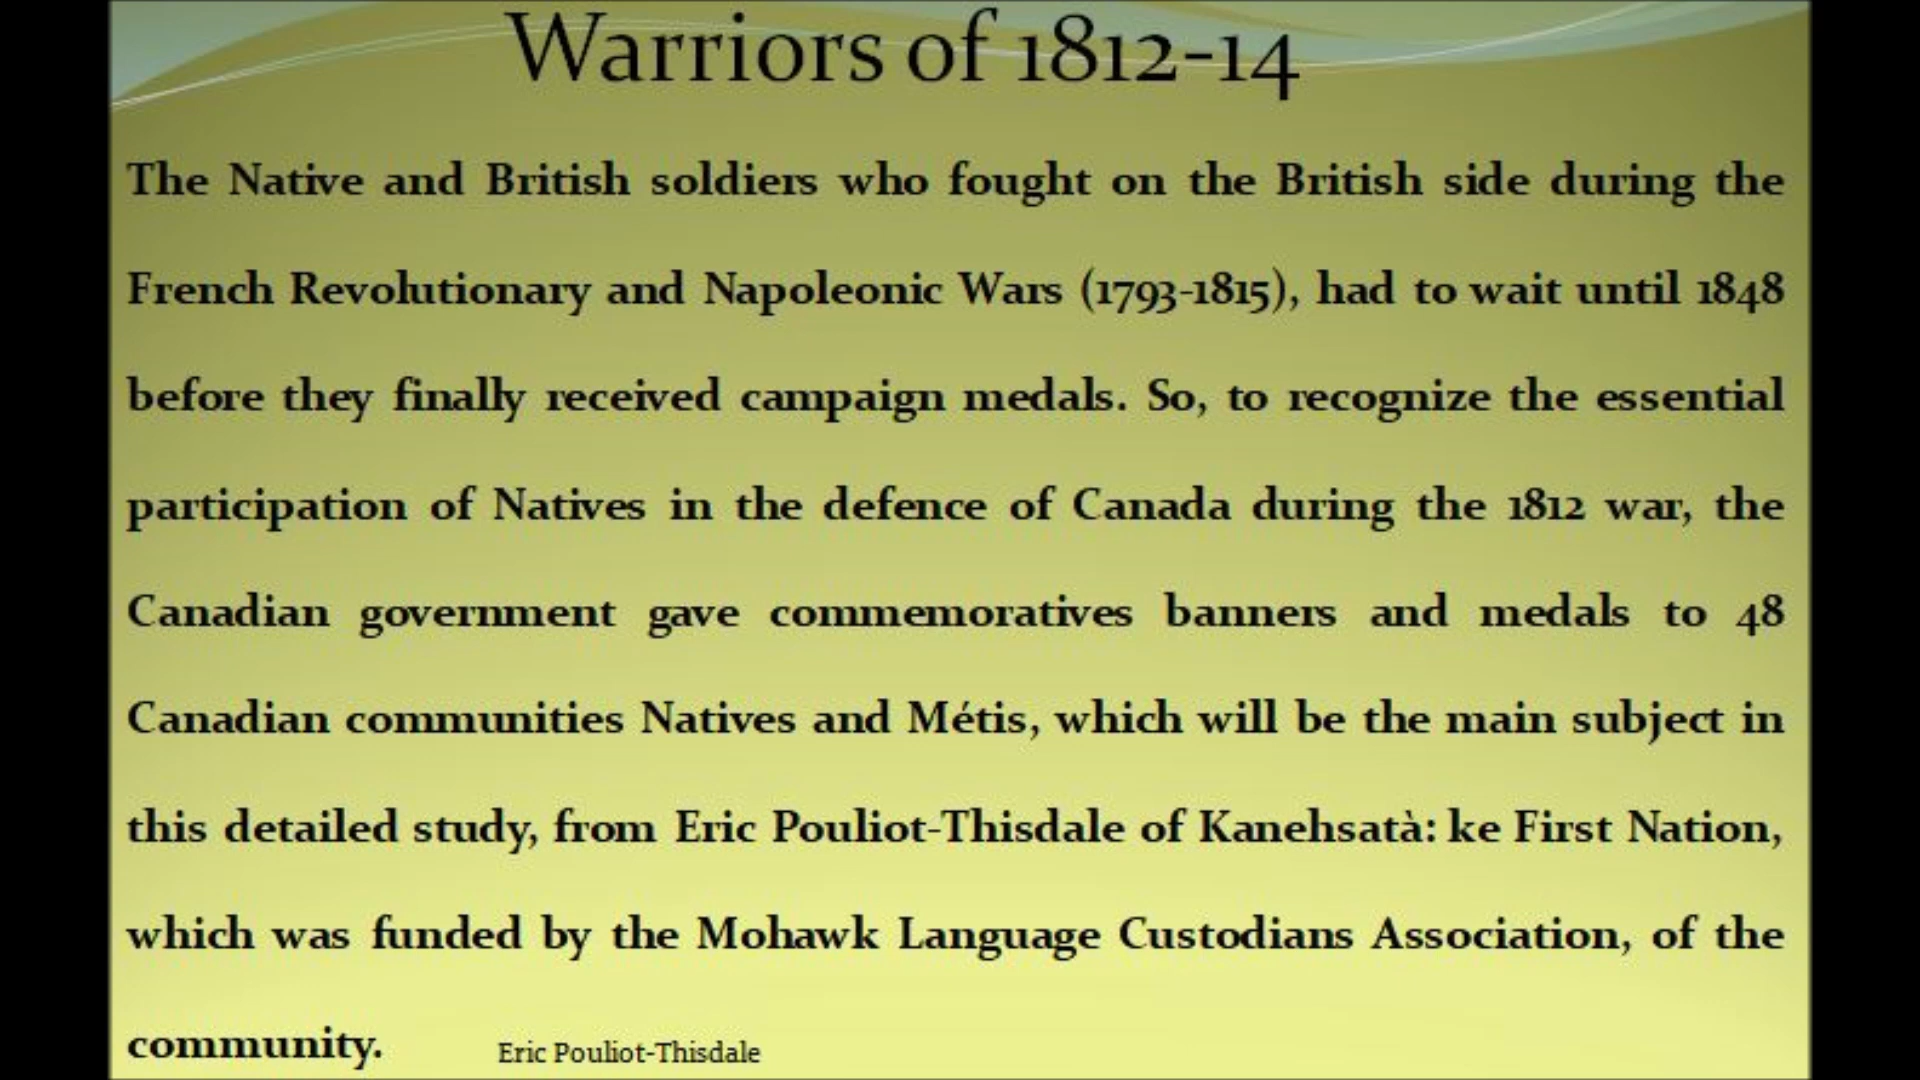 Warriors of 1812-14
The Native and British soldiers who fought on the British side during the
French Revolutionary and Napoleonic Wars (1793-1815), had to wait until 1848
before they finally received campaign medals. So, to recognize the essential
participation of Natives in the defence of Canada during the 1812 war, the
Canadian government gave commemoratives banners and medals to 48
Canadian communities Natives and Métis, which will be the main subject in
this detailed study, from Eric Pouliot-Thisdale of Kanehsatà: ke First Nation,
which was funded by the Mohawk Language Custodians Association, of the
community.
Eric Pouliot-Thisdale